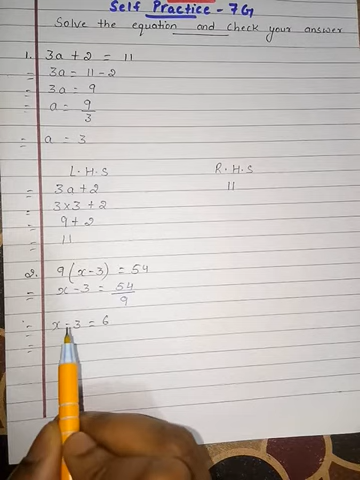 Self Practice - 7G
Solve the equation and check your answer
1. 3a + 2 = 11
= 3a = 11 - 2
= 3a = 9
= a = 9/3
= a = 3
L.H.S R.H.S
= 3a + 2 11
= 3×3 + 2
= 9 + 2
= 11
2. 9(x-3) = 54
= x - 3 = 54/9
= x - 3 = 6
=